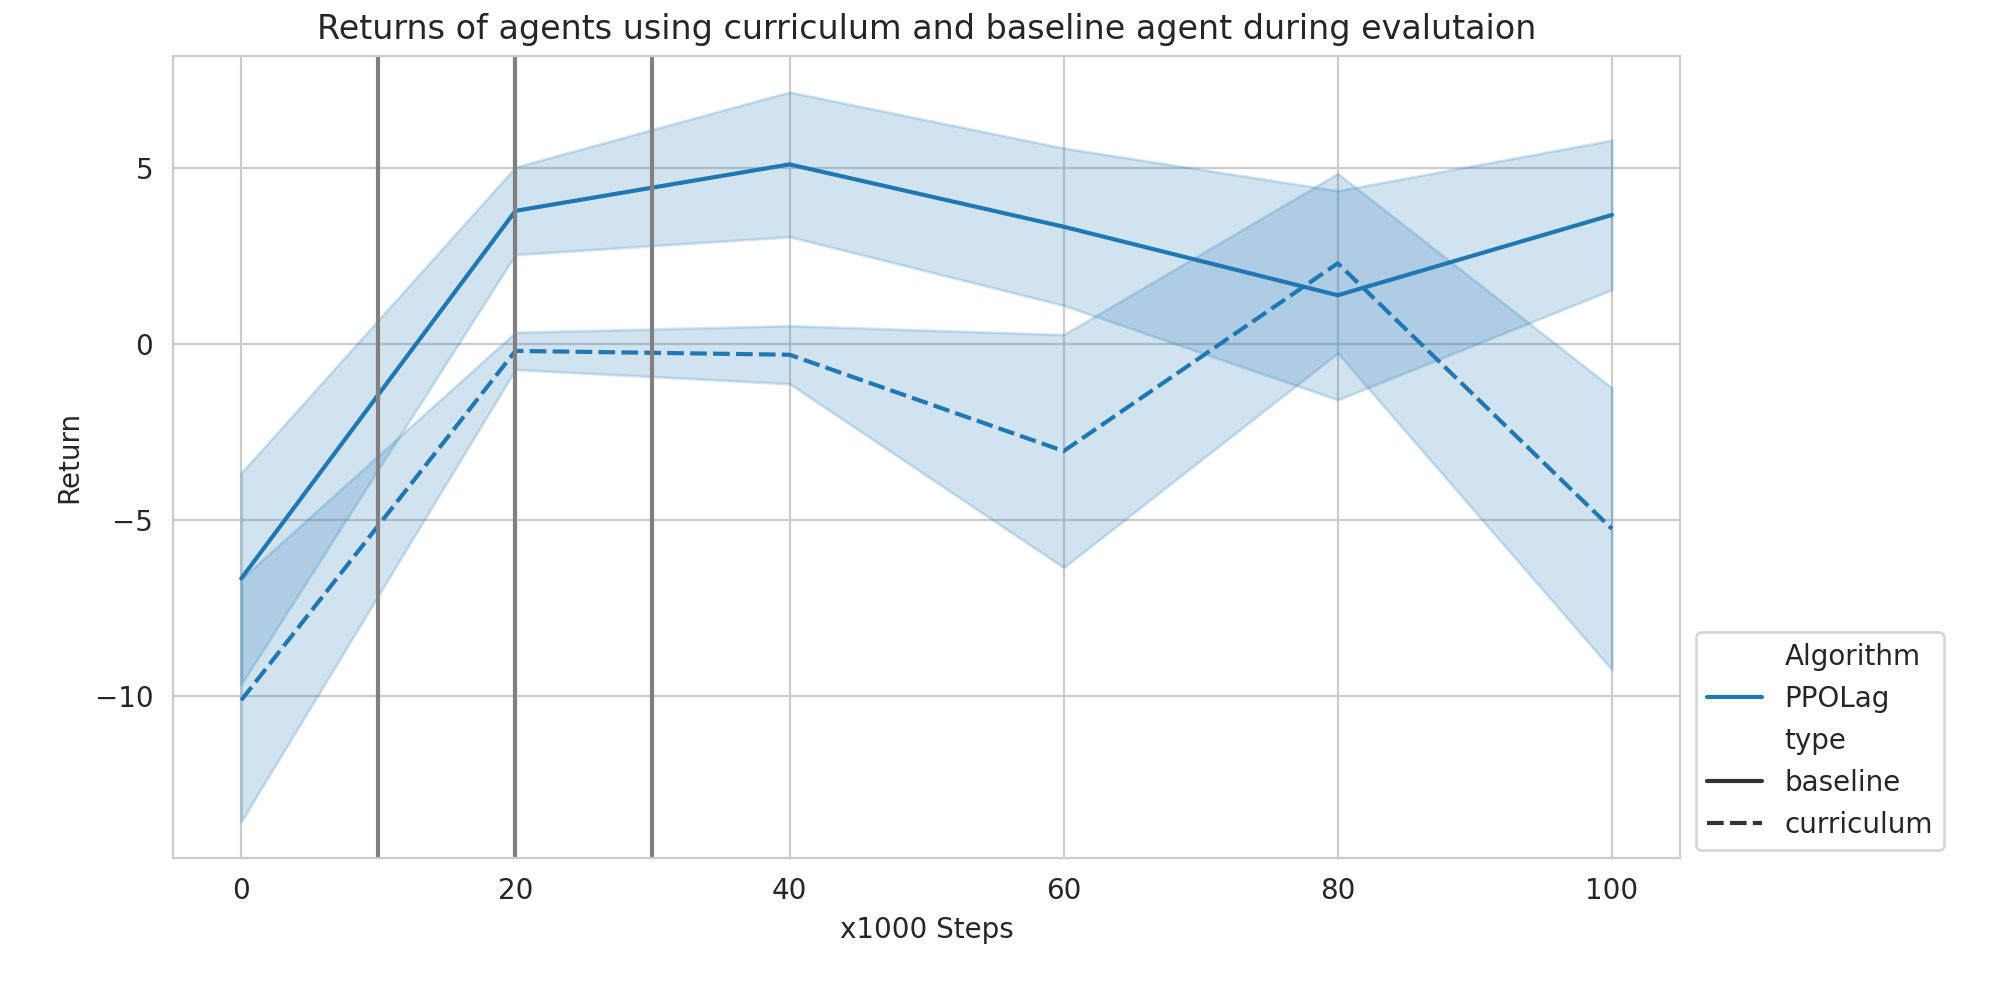 Returns of agents using curriculum and baseline agent during evalutaion
5
0
−5
−10
Return
0 20 40 60 80 100
x1000 Steps
Algorithm
PPOLag
type
baseline
curriculum